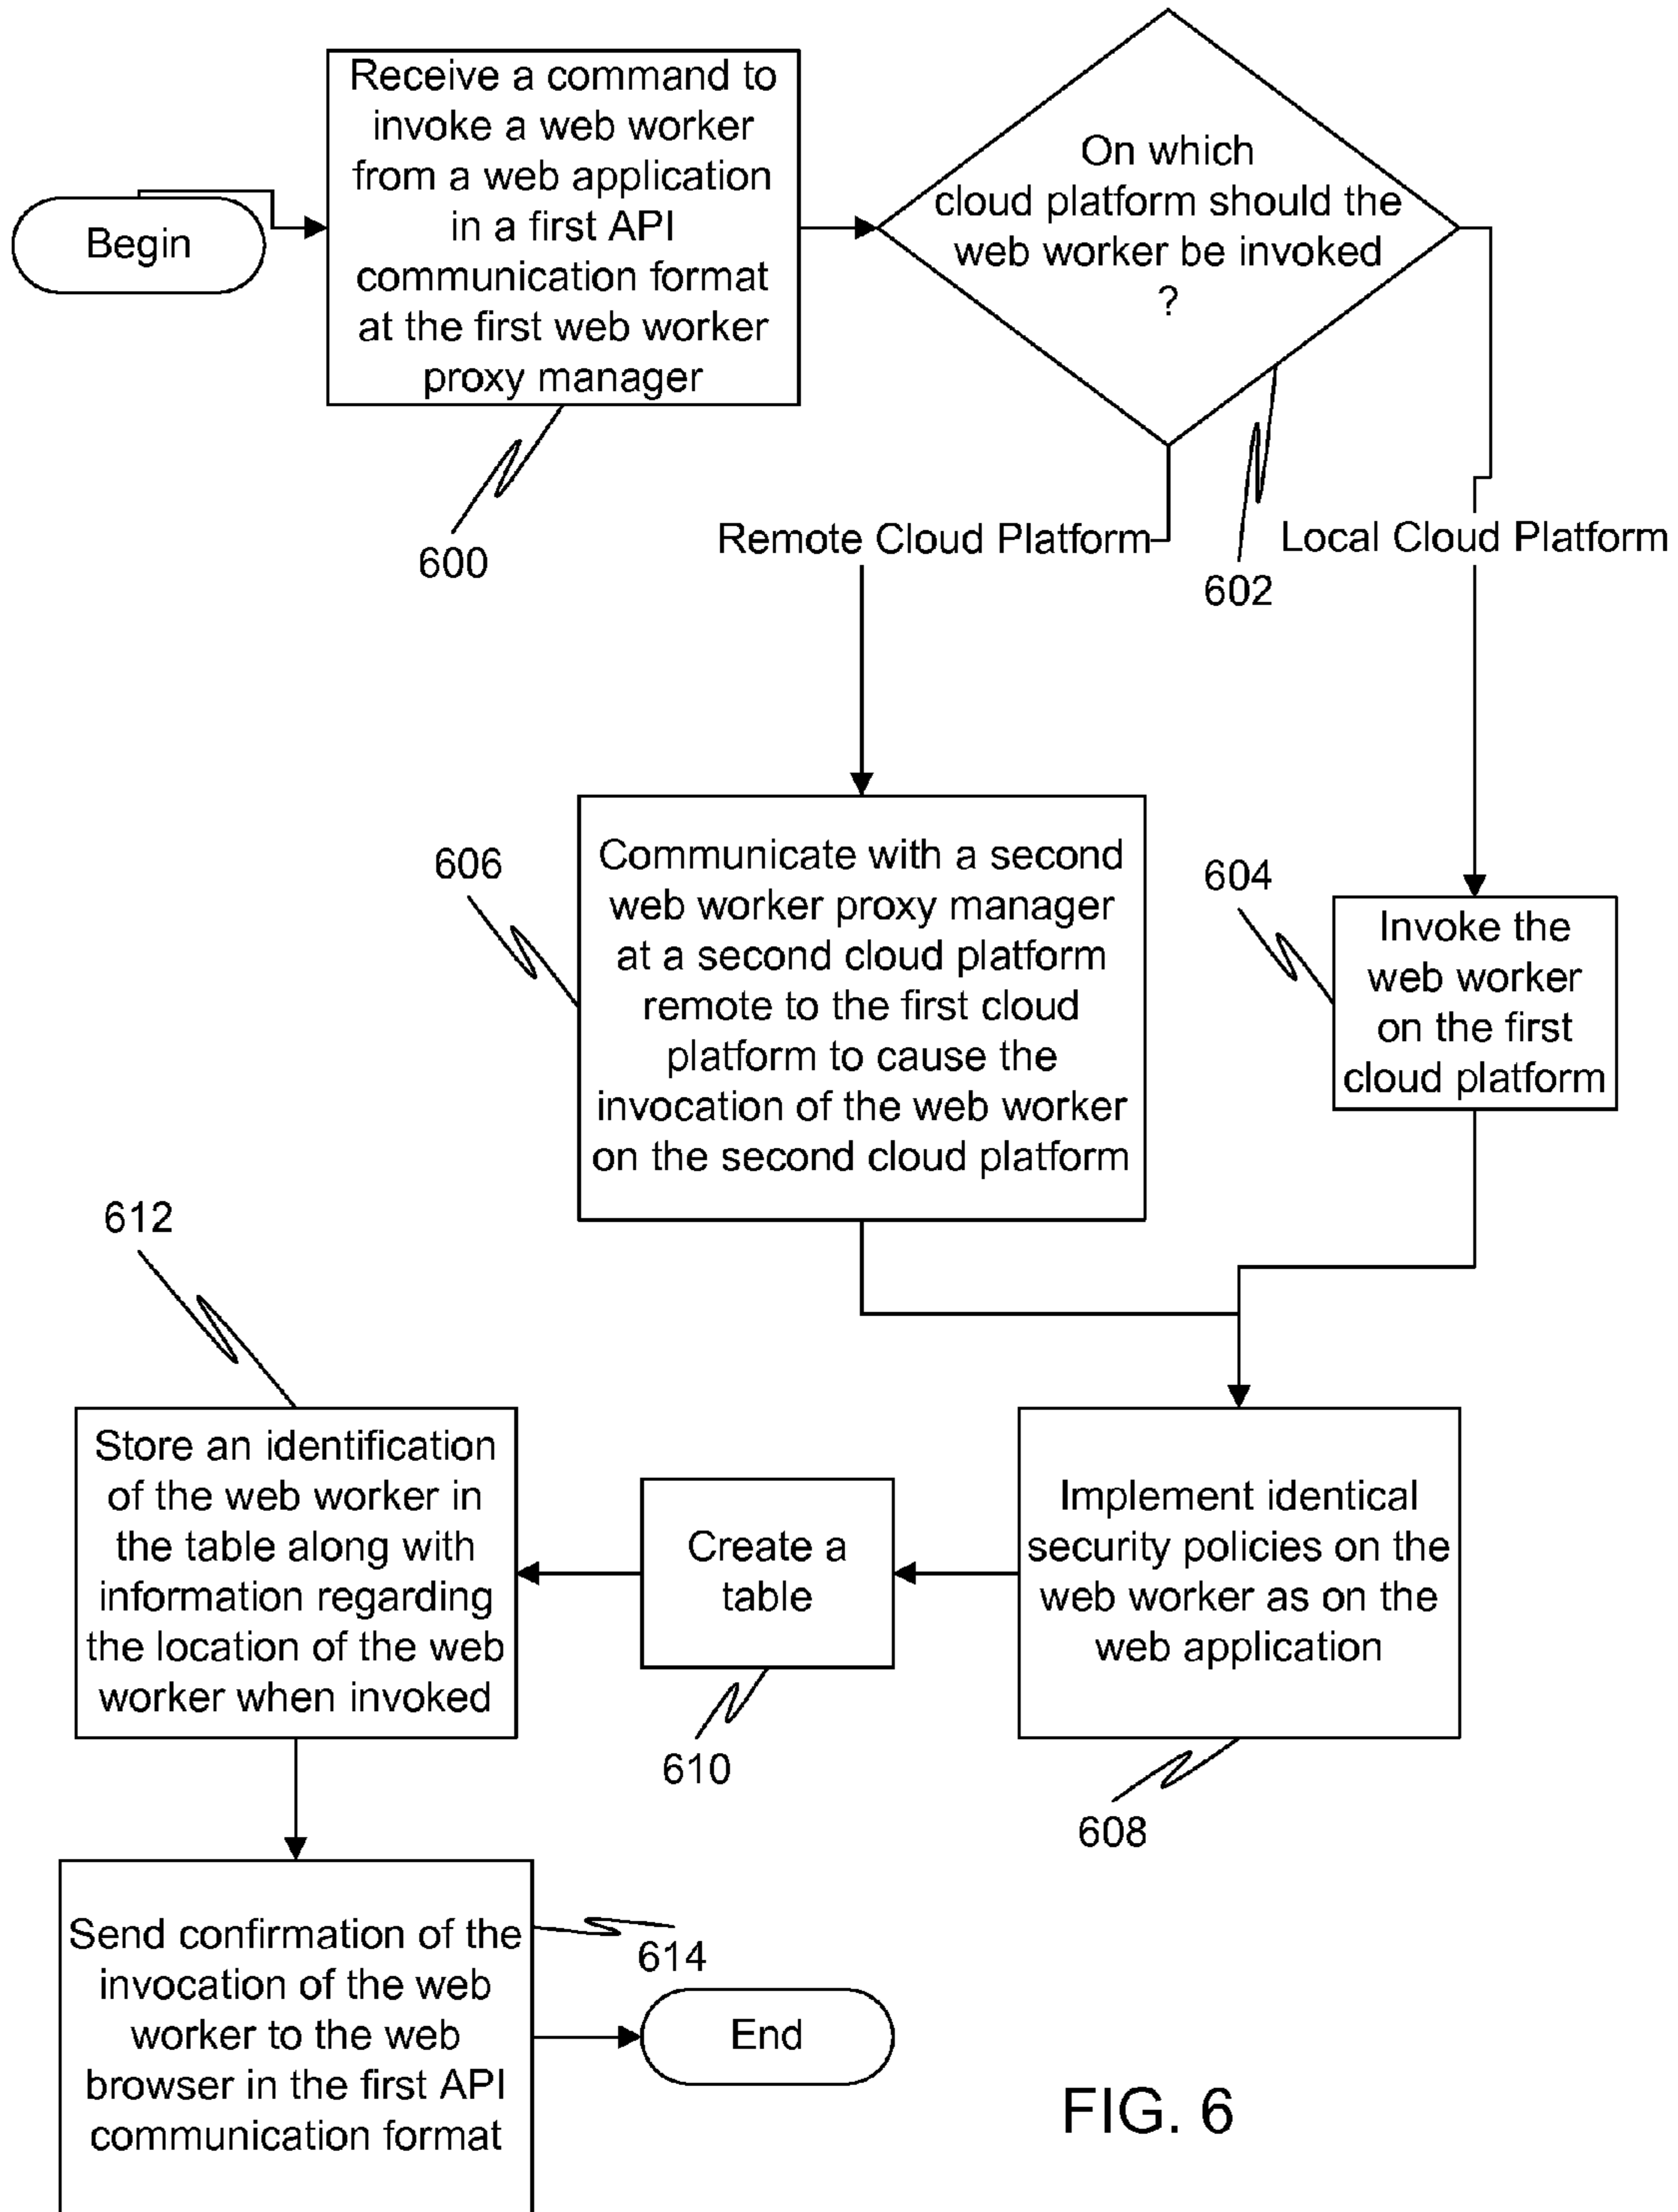 Begin
Receive a command to
invoke a web worker
from a web application
in a first API
communication format
at the first web worker
proxy manager
600
On which
cloud platform should the
web worker be invoked
?
602
Remote Cloud Platform
Local Cloud Platform
606
Communicate with a second
web worker proxy manager
at a second cloud platform
remote to the first cloud
platform to cause the
invocation of the web worker
on the second cloud platform
604
Invoke the
web worker
on the first
cloud platform
612
Store an identification
of the web worker in
the table along with
information regarding
the location of the web
worker when invoked
Create a
table
610
Implement identical
security policies on the
web worker as on the
web application
608
Send confirmation of the
invocation of the web
worker to the web
browser in the first API
communication format
614
End
FIG. 6